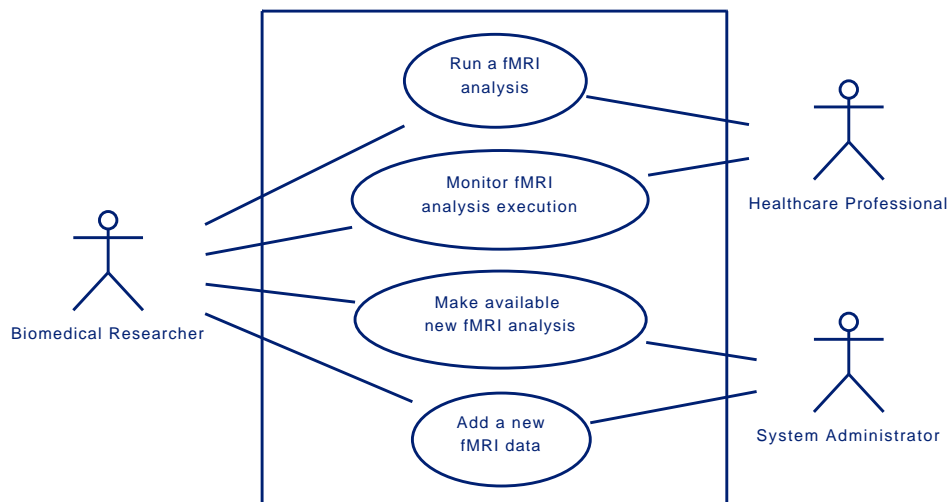 Run a fMRI
analysis
Monitor fMRI
analysis execution
Healthcare Professional
Biomedical Researcher
Make available
new fMRI analysis
Add a new
fMRI data
System Administrator